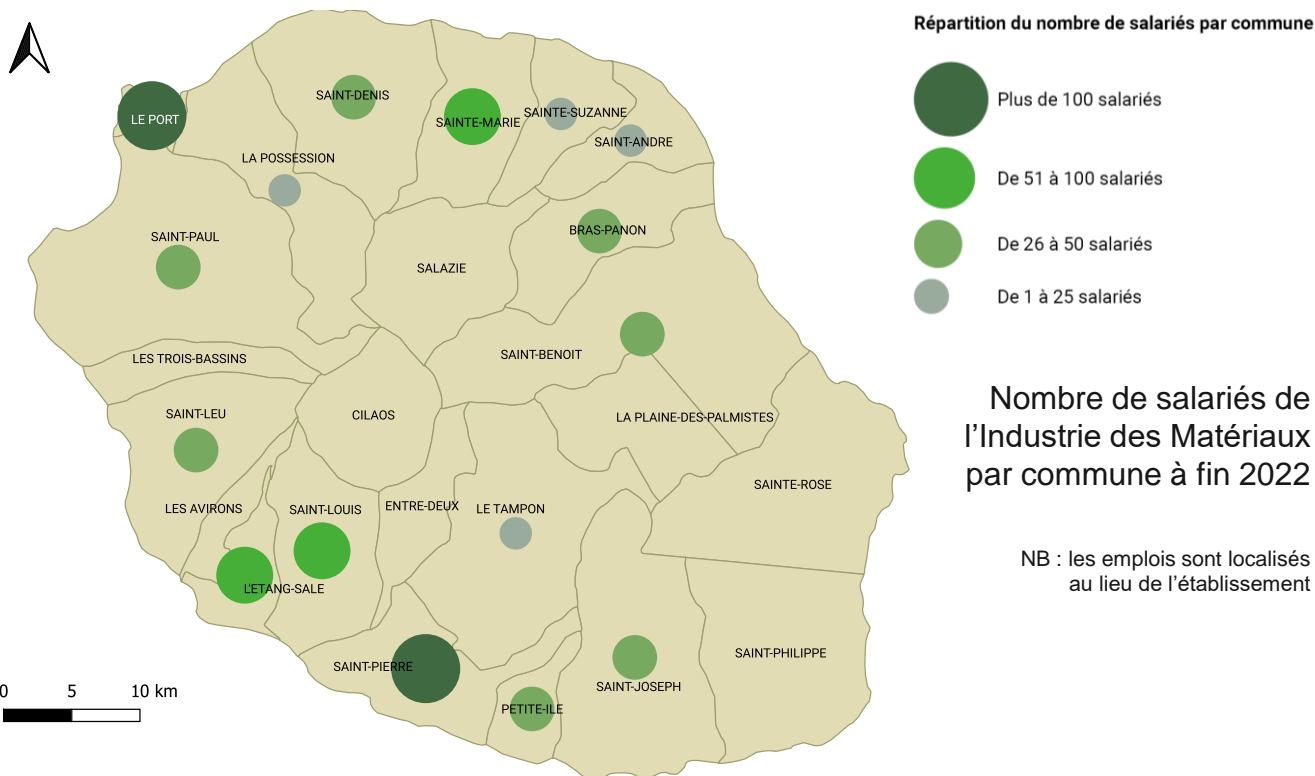 Répartition du nombre de salariés par commune
Plus de 100 salariés
De 51 à 100 salariés
De 26 à 50 salariés
De 1 à 25 salariés
Nombre de salariés de
l'Industrie des Matériaux
par commune à fin 2022
NB : les emplois sont localisés
au lieu de l'établissement
SAINT-DENIS
LE PORT
SAINTE-MARIE
SAINTE-SUZANNE
SAINT-ANDRE
LA POSSESSION
SAINT-PAUL
BRAS-PANON
SALAZIE
LES TROIS-BASSINS
SAINT-BENOIT
SAINT-LEU
CILAOS
LA PLAINE-DES-PALMISTES
SAINTE-ROSE
LES AVIRONS
SAINT-LOUIS
ENTRE-DEUX
LE TAMPON
L'ETANG-SALE
SAINT-PIERRE
SAINT-PHILIPPE
SAINT-JOSEPH
PETITE-ILE
0 5 10 km